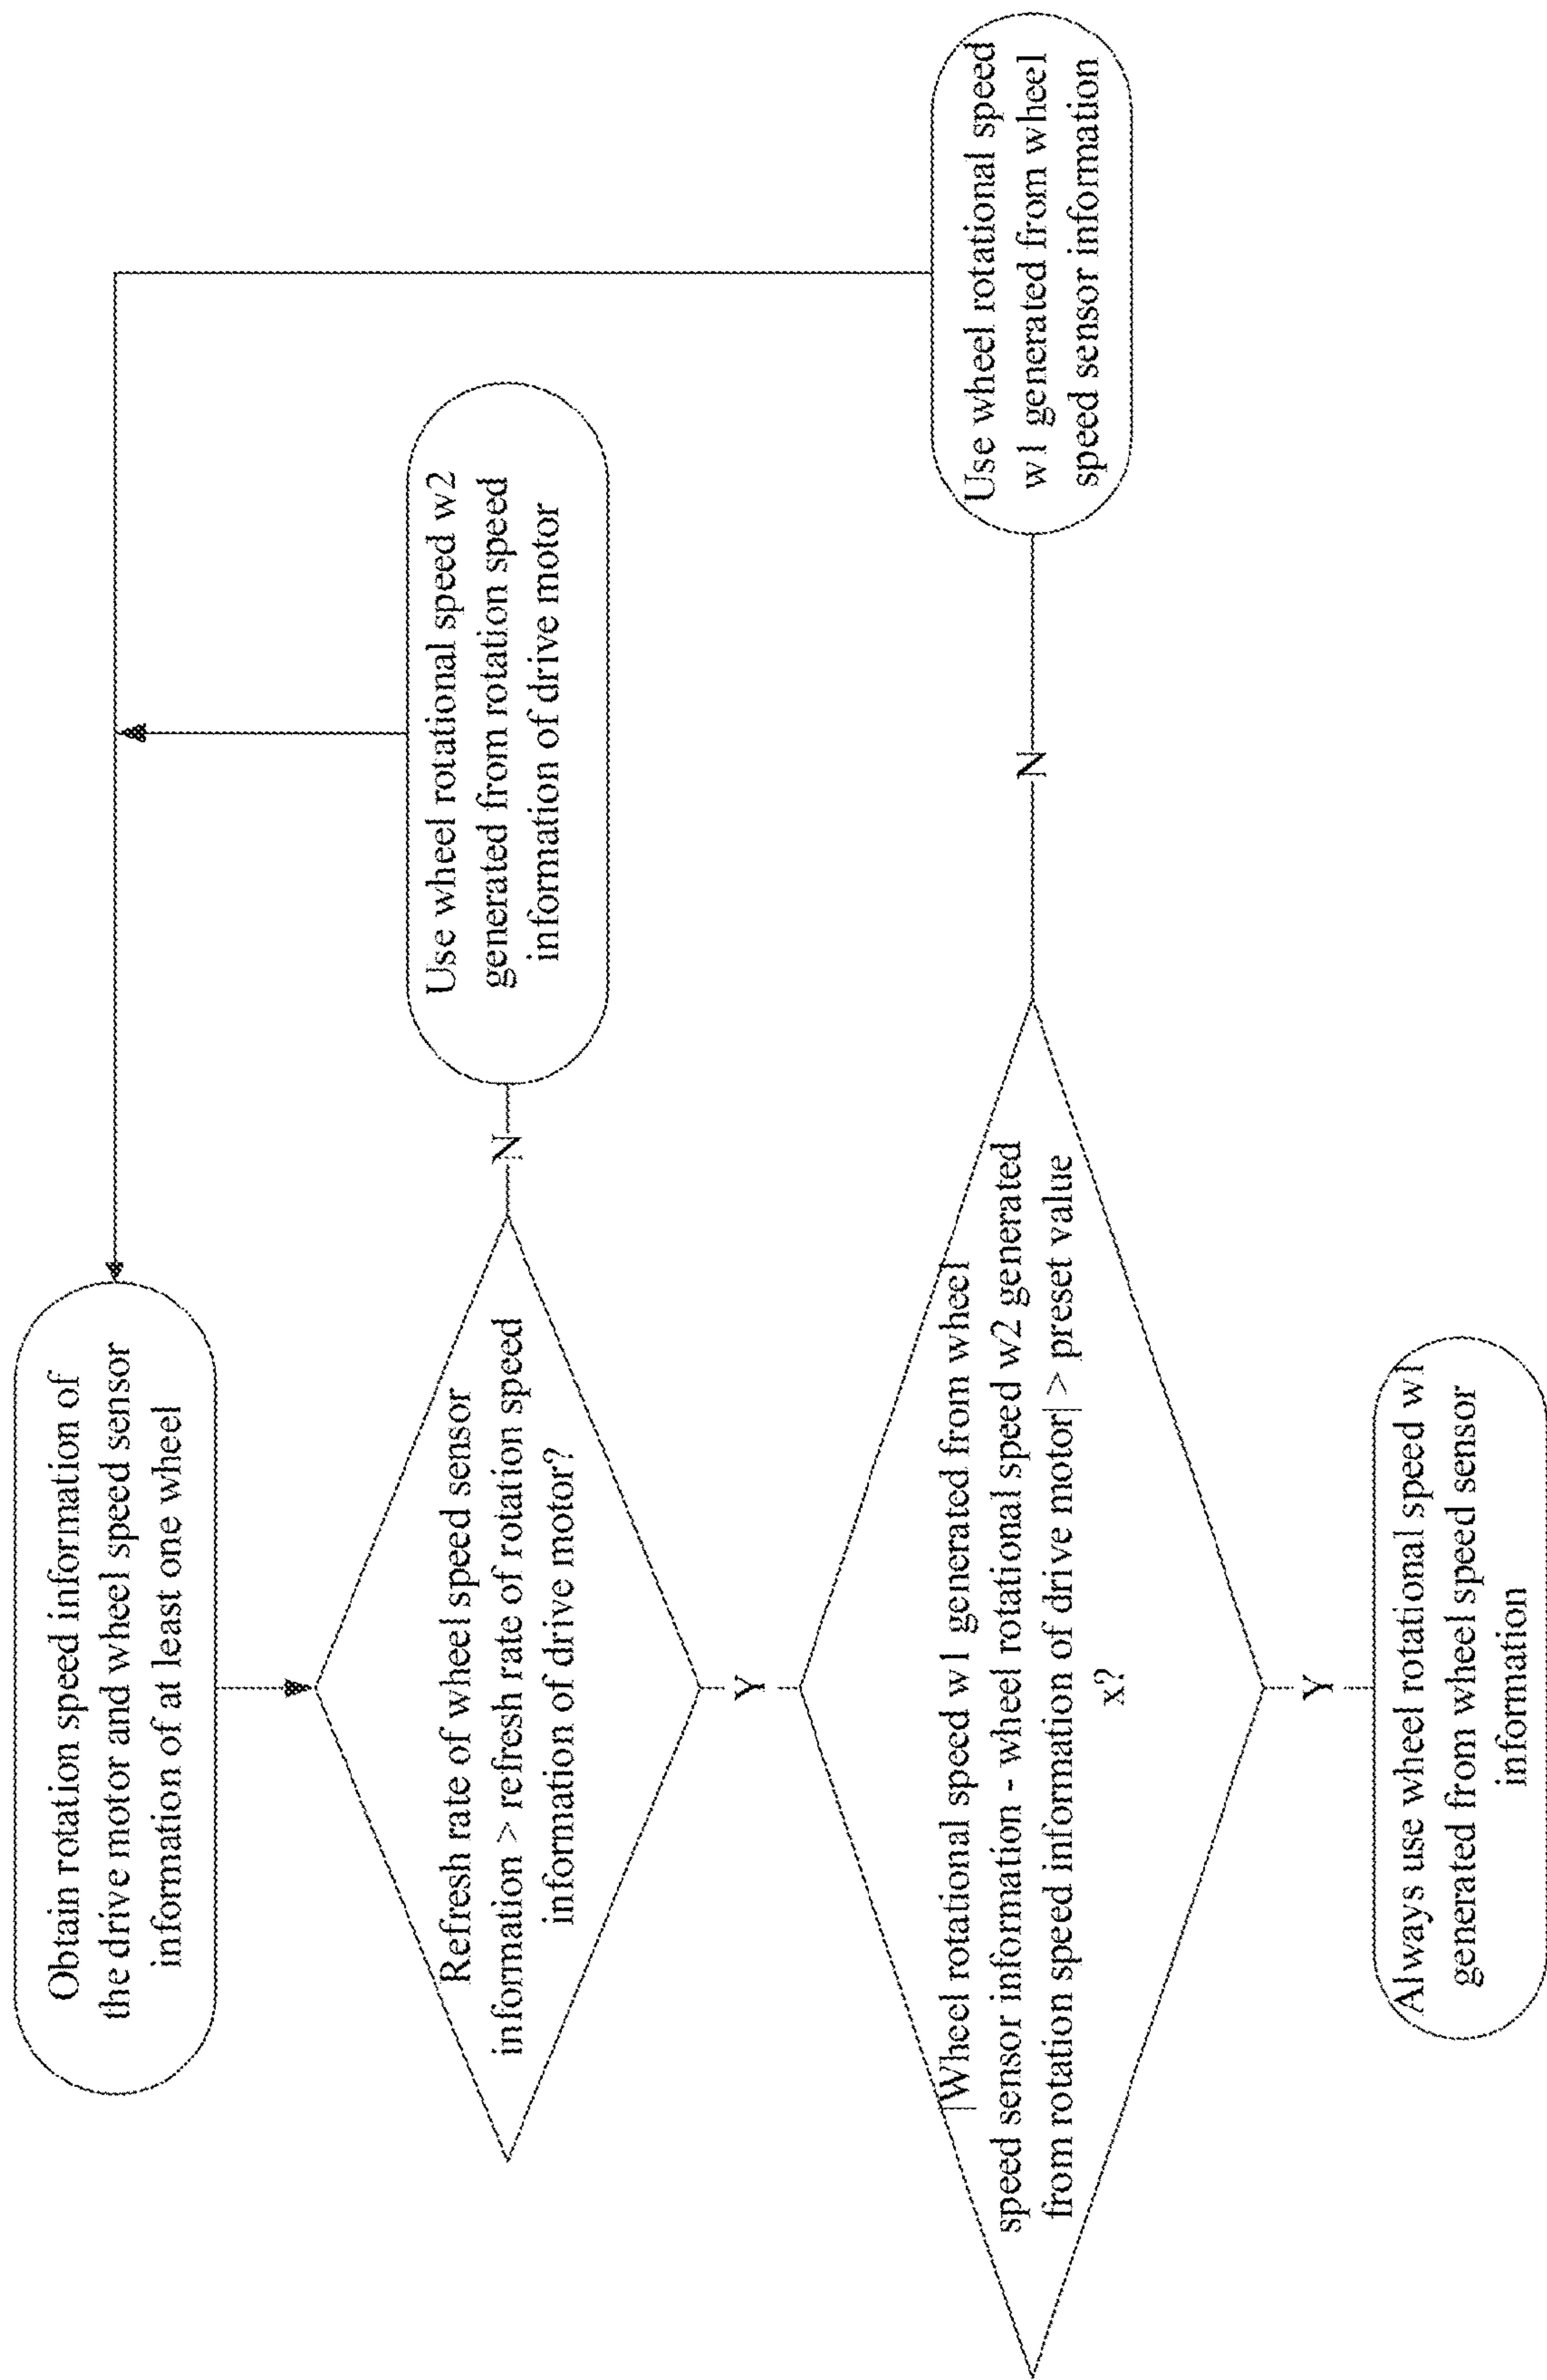 Obtain rotation speed information of
the drive motor and wheel speed sensor
information of at least one wheel
Refresh rate of wheel speed sensor
information > refresh rate of rotation speed
information of drive motor?
N
Use wheel rotational speed w2
generated from rotation speed
information of drive motor
Y
|Wheel rotational speed w1 generated from wheel
speed sensor information - wheel rotational speed w2 generated
from rotation speed information of drive motor| > preset value
x?
N
Use wheel rotational speed
w1 generated from wheel
speed sensor information
Y
Always use wheel rotational speed w1
generated from wheel speed sensor
information